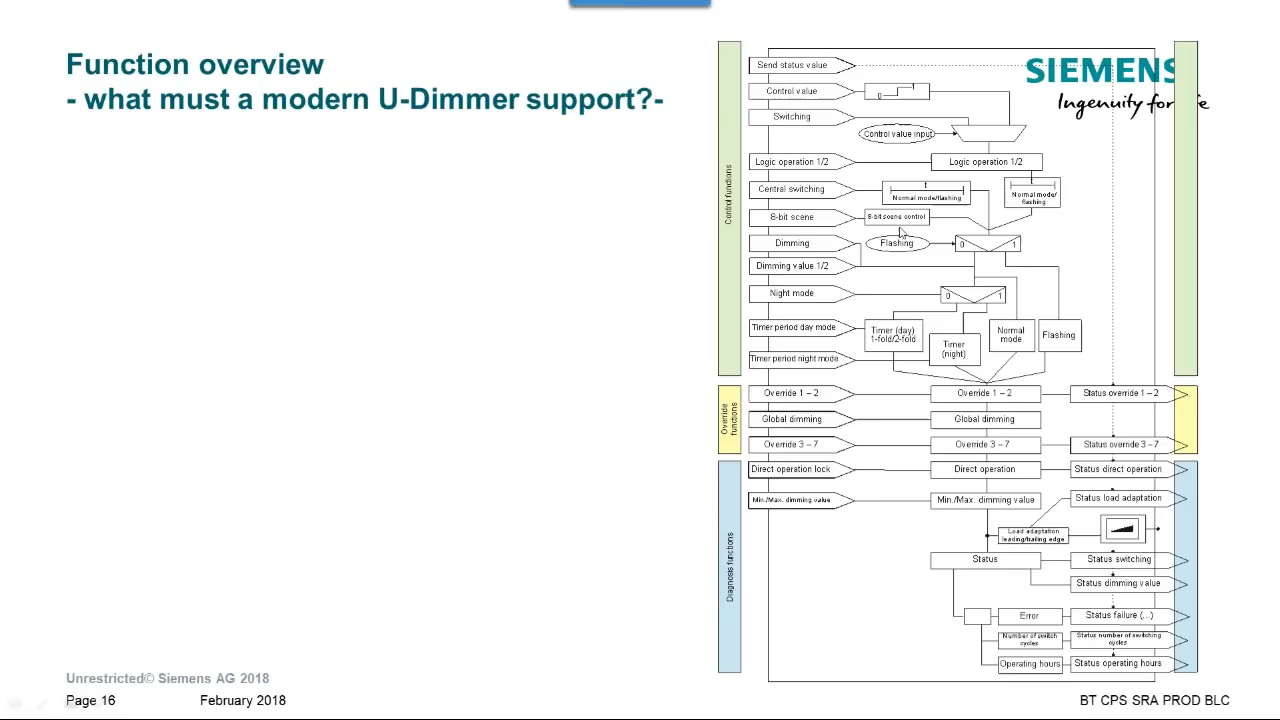 Function overview
- what must a modern U-Dimmer support?-
SIEMENS
Ingenuity for life
Control functions
Send status value
Control value
0
Switching
Control value input
Logic operation 1/2
Logic operation 1/2
Central switching
t
Normal mode/flashing
t
Normal mode/
flashing
8-bit scene
8-bit scene control
Dimming
Flashing
0
1
Dimming value 1/2
Night mode
0
1
Timer period day mode
Timer (day)
1-fold/2-fold
Timer
(night)
Normal
mode
Flashing
Timer period night mode
Override
functions
Override 1 – 2
Override 1 – 2
Status override 1 – 2
Global dimming
Global dimming
Override 3 – 7
Override 3 – 7
Status override 3 – 7
Diagnosis functions
Direct operation lock
Direct operation
Status direct operation
Min./Max. dimming value
Min./Max. dimming value
Status load adaptation
Load adaptation
leading/trailing edge
Status
Status switching
Status dimming value
Error
Status failure (...)
Number of switch
cycles
Status number of switching
cycles
Operating hours
Status operating hours
Unrestricted© Siemens AG 2018
Page 16
February 2018
BT CPS SRA PROD BLC